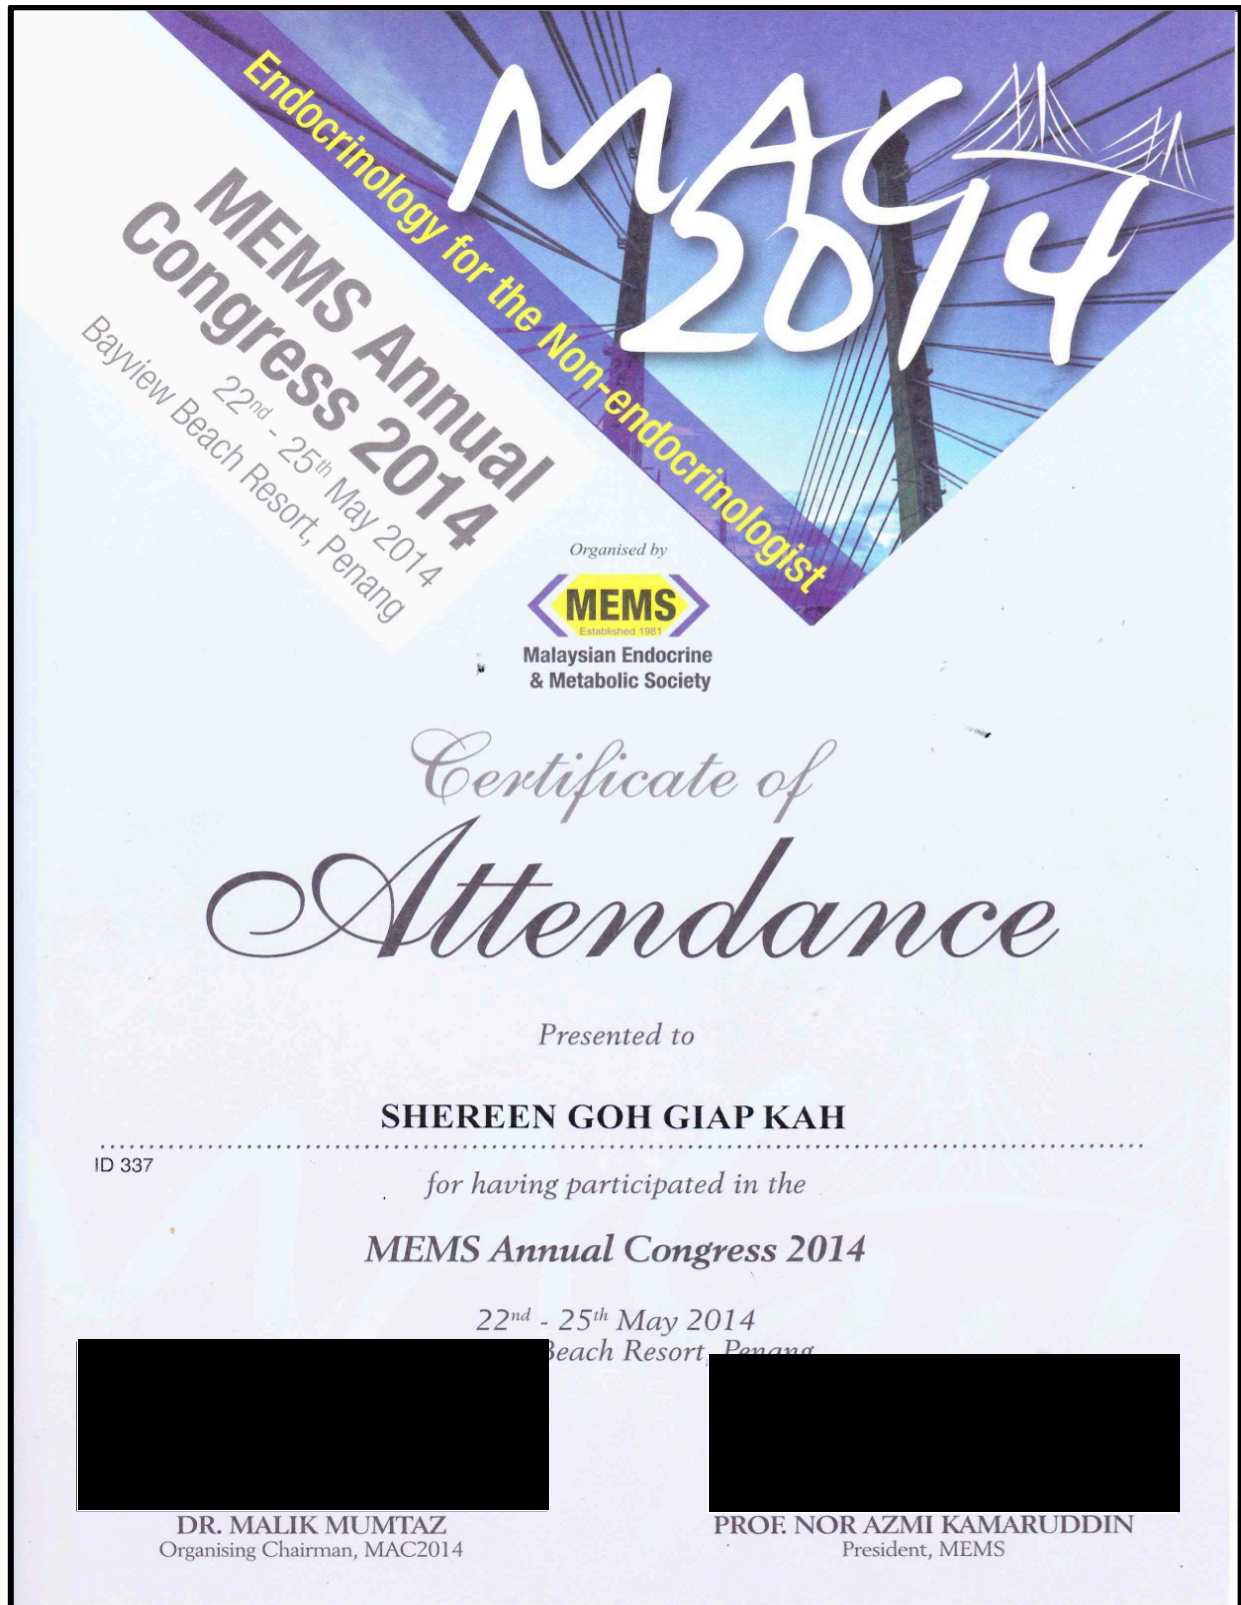 MAC
2014
Endocrinology for the Non-endocrinologist
MEMS Annual
Congress 2014
22nd - 25th May 2014
Bayview Beach Resort, Penang
Organised by
MEMS
Established 1981
Malaysian Endocrine
& Metabolic Society
Certificate of
Attendance
Presented to
SHEREEN GOH GIAP KAH
ID 337
for having participated in the
MEMS Annual Congress 2014
22nd - 25th May 2014
Beach Resort, Penang
DR. MALIK MUMTAZ
Organising Chairman, MAC2014
PROF. NOR AZMI KAMARUDDIN
President, MEMS